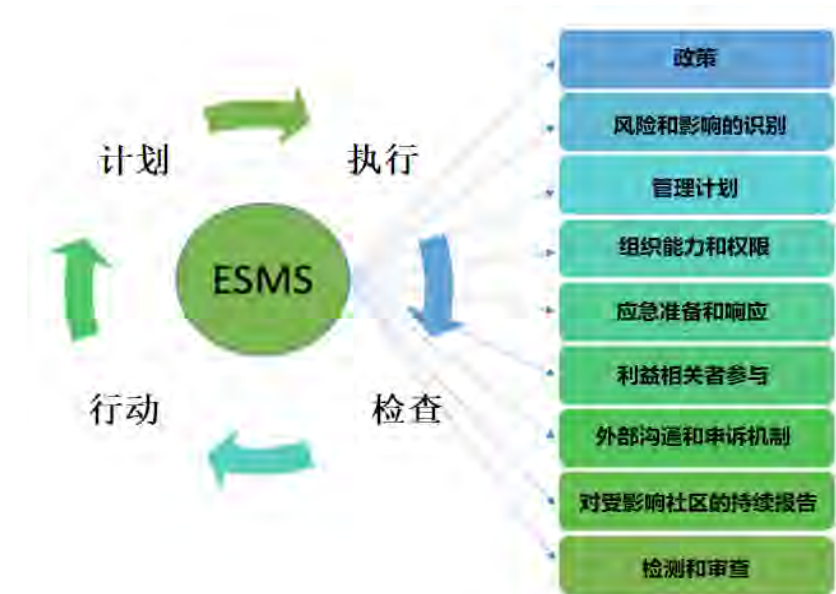 计划
执行
ESMS
行动
检查
政策
风险和影响的识别
管理计划
组织能力和权限
应急准备和响应
利益相关者参与
外部沟通和申诉机制
对受影响社区的持续报告
检测和审查